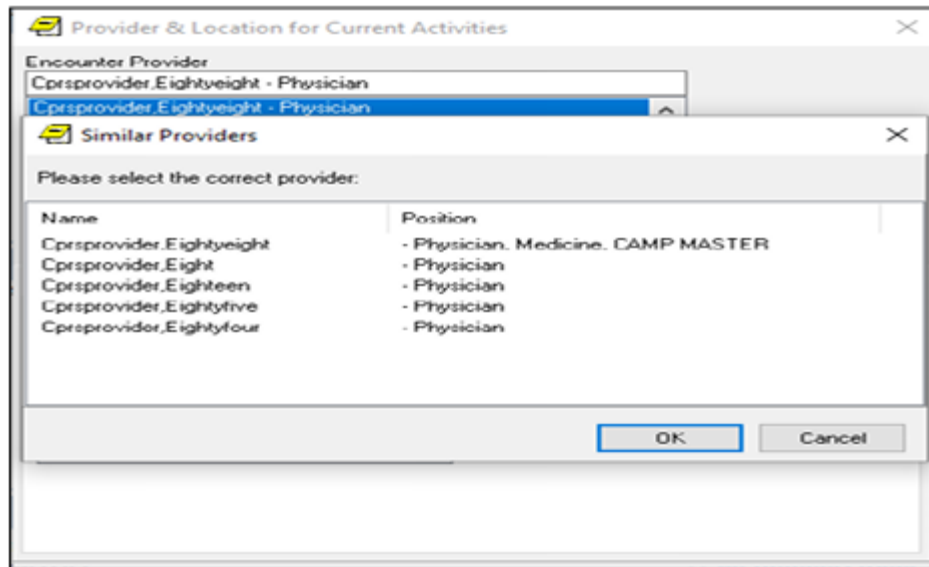 Provider & Location for Current Activities
Encounter Provider
Cprsprovider,Eightyeight - Physician
Cprsprovider,Eightyeight - Physician
Similar Providers
Please select the correct provider:
Name Position
Cprsprovider,Eightyeight - Physician, Medicine, CAMP MASTER
Cprsprovider,Eight - Physician
Cprsprovider,Eighteen - Physician
Cprsprovider,Eightyfive - Physician
Cprsprovider,Eightyfour - Physician
OK Cancel